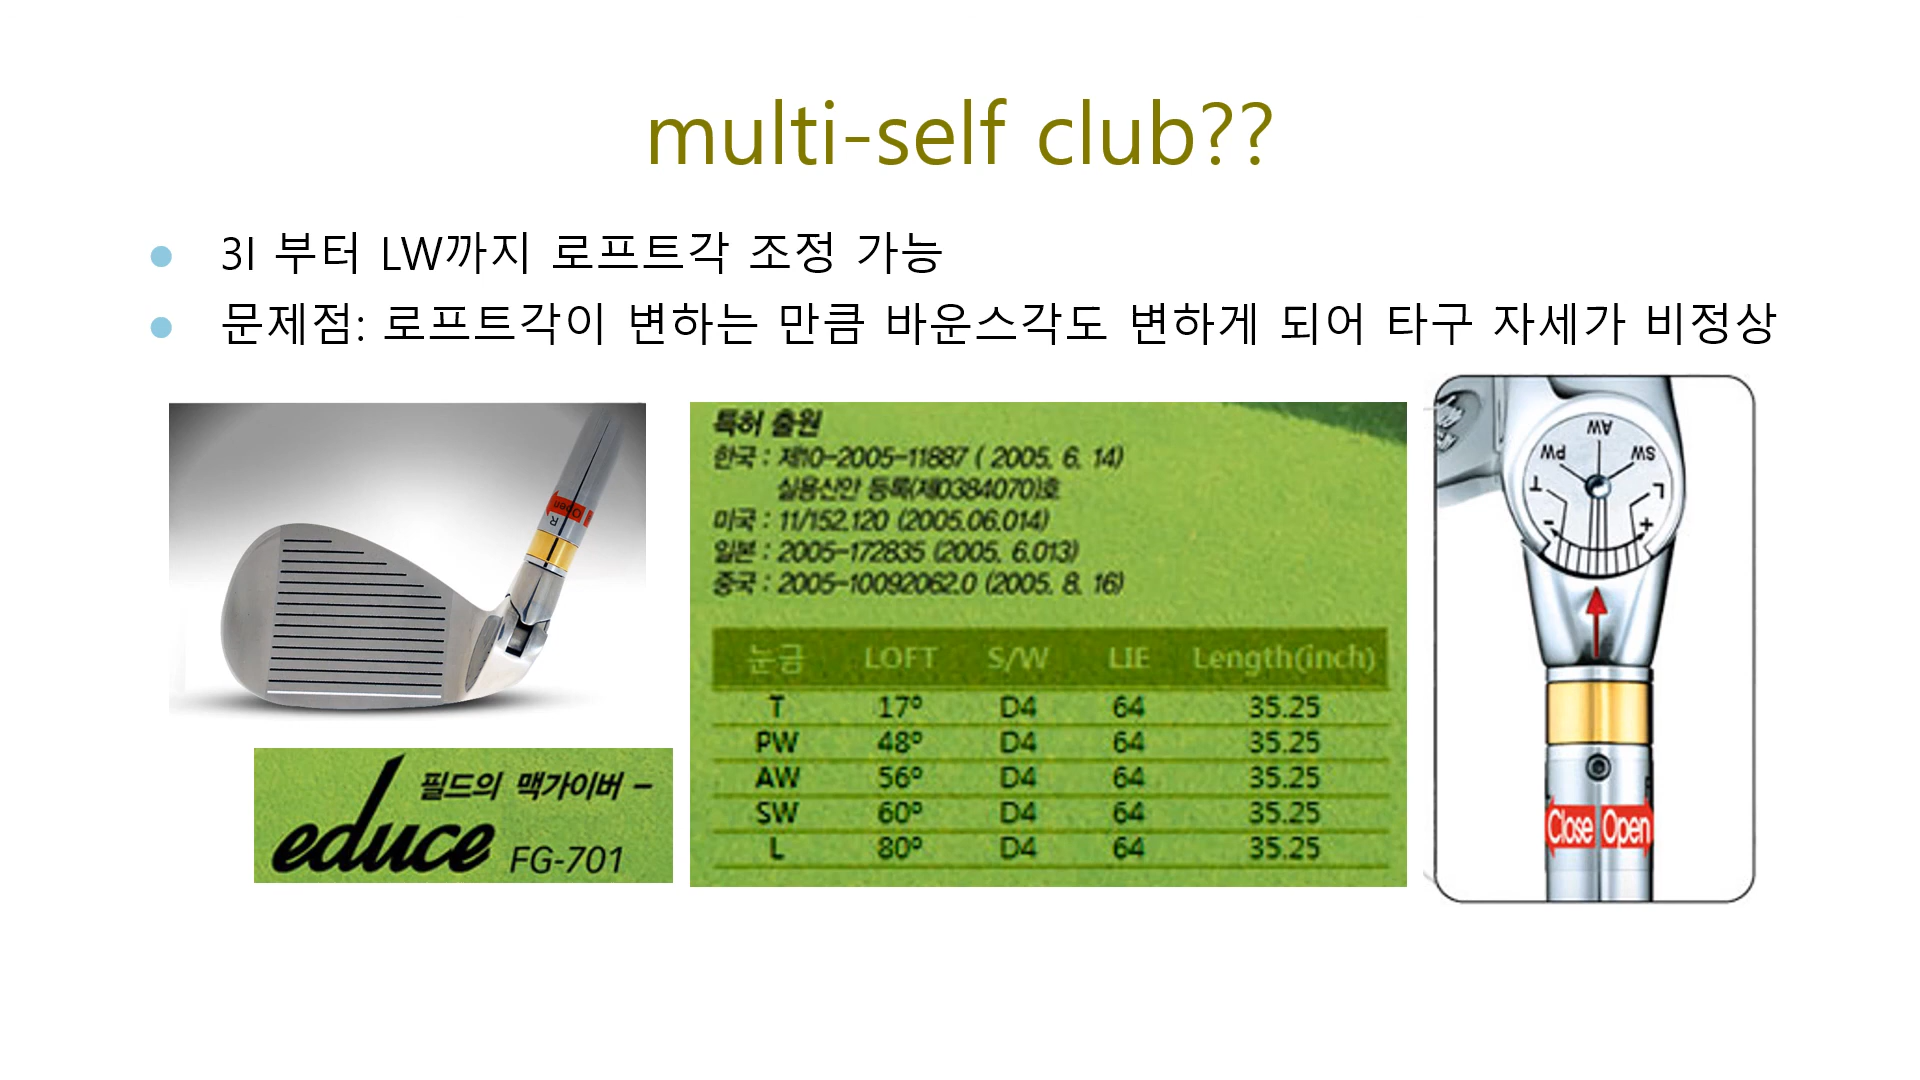 multi-self club??
3I 부터 LW까지 로프트각 조정 가능
문제점: 로프트각이 변하는 만큼 바운스각도 변하게 되어 타구 자세가 비정상
Open
R
필드의 맥가이버 –
educe FG-701
특허 출원
한국 : 제10-2005-11887 ( 2005. 6. 14)
실용신안 등록(제0384070)호
미국 : 11/152.120 (2005.06.014)
일본 : 2005-172835 (2005. 6.013)
중국 : 2005-10092062.0 (2005. 8. 16)
눈금 LOFT S/W LIE Length(inch)
T 17º D4 64 35.25
PW 48º D4 64 35.25
AW 56º D4 64 35.25
SW 60º D4 64 35.25
L 80º D4 64 35.25
AW
PW SW
T L
- +
Close Open